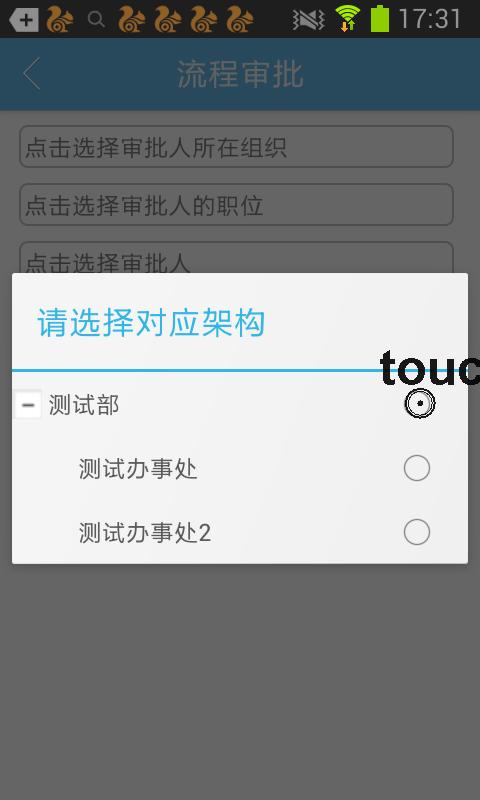 17:31
流程审批
点击选择审批人所在组织
点击选择审批人的职位
点击选择审批人
请选择对应架构
touc
测试部
测试办事处
测试办事处2